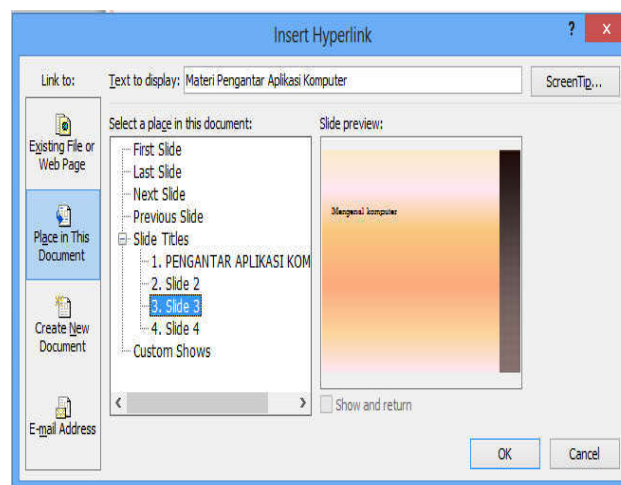 Insert Hyperlink
? x
Link to:
Text to display: Materi Pengantar Aplikasi Komputer
ScreenTip...
Existing File or
Web Page
Place in This
Document
Create New
Document
E-mail Address
Select a place in this document:
First Slide
Last Slide
Next Slide
Previous Slide
Slide Titles
1. PENGANTAR APLIKASI KOM
2. Slide 2
3. Slide 3
4. Slide 4
Custom Shows
Slide preview:
Mengenal komputer
Show and return
OK
Cancel